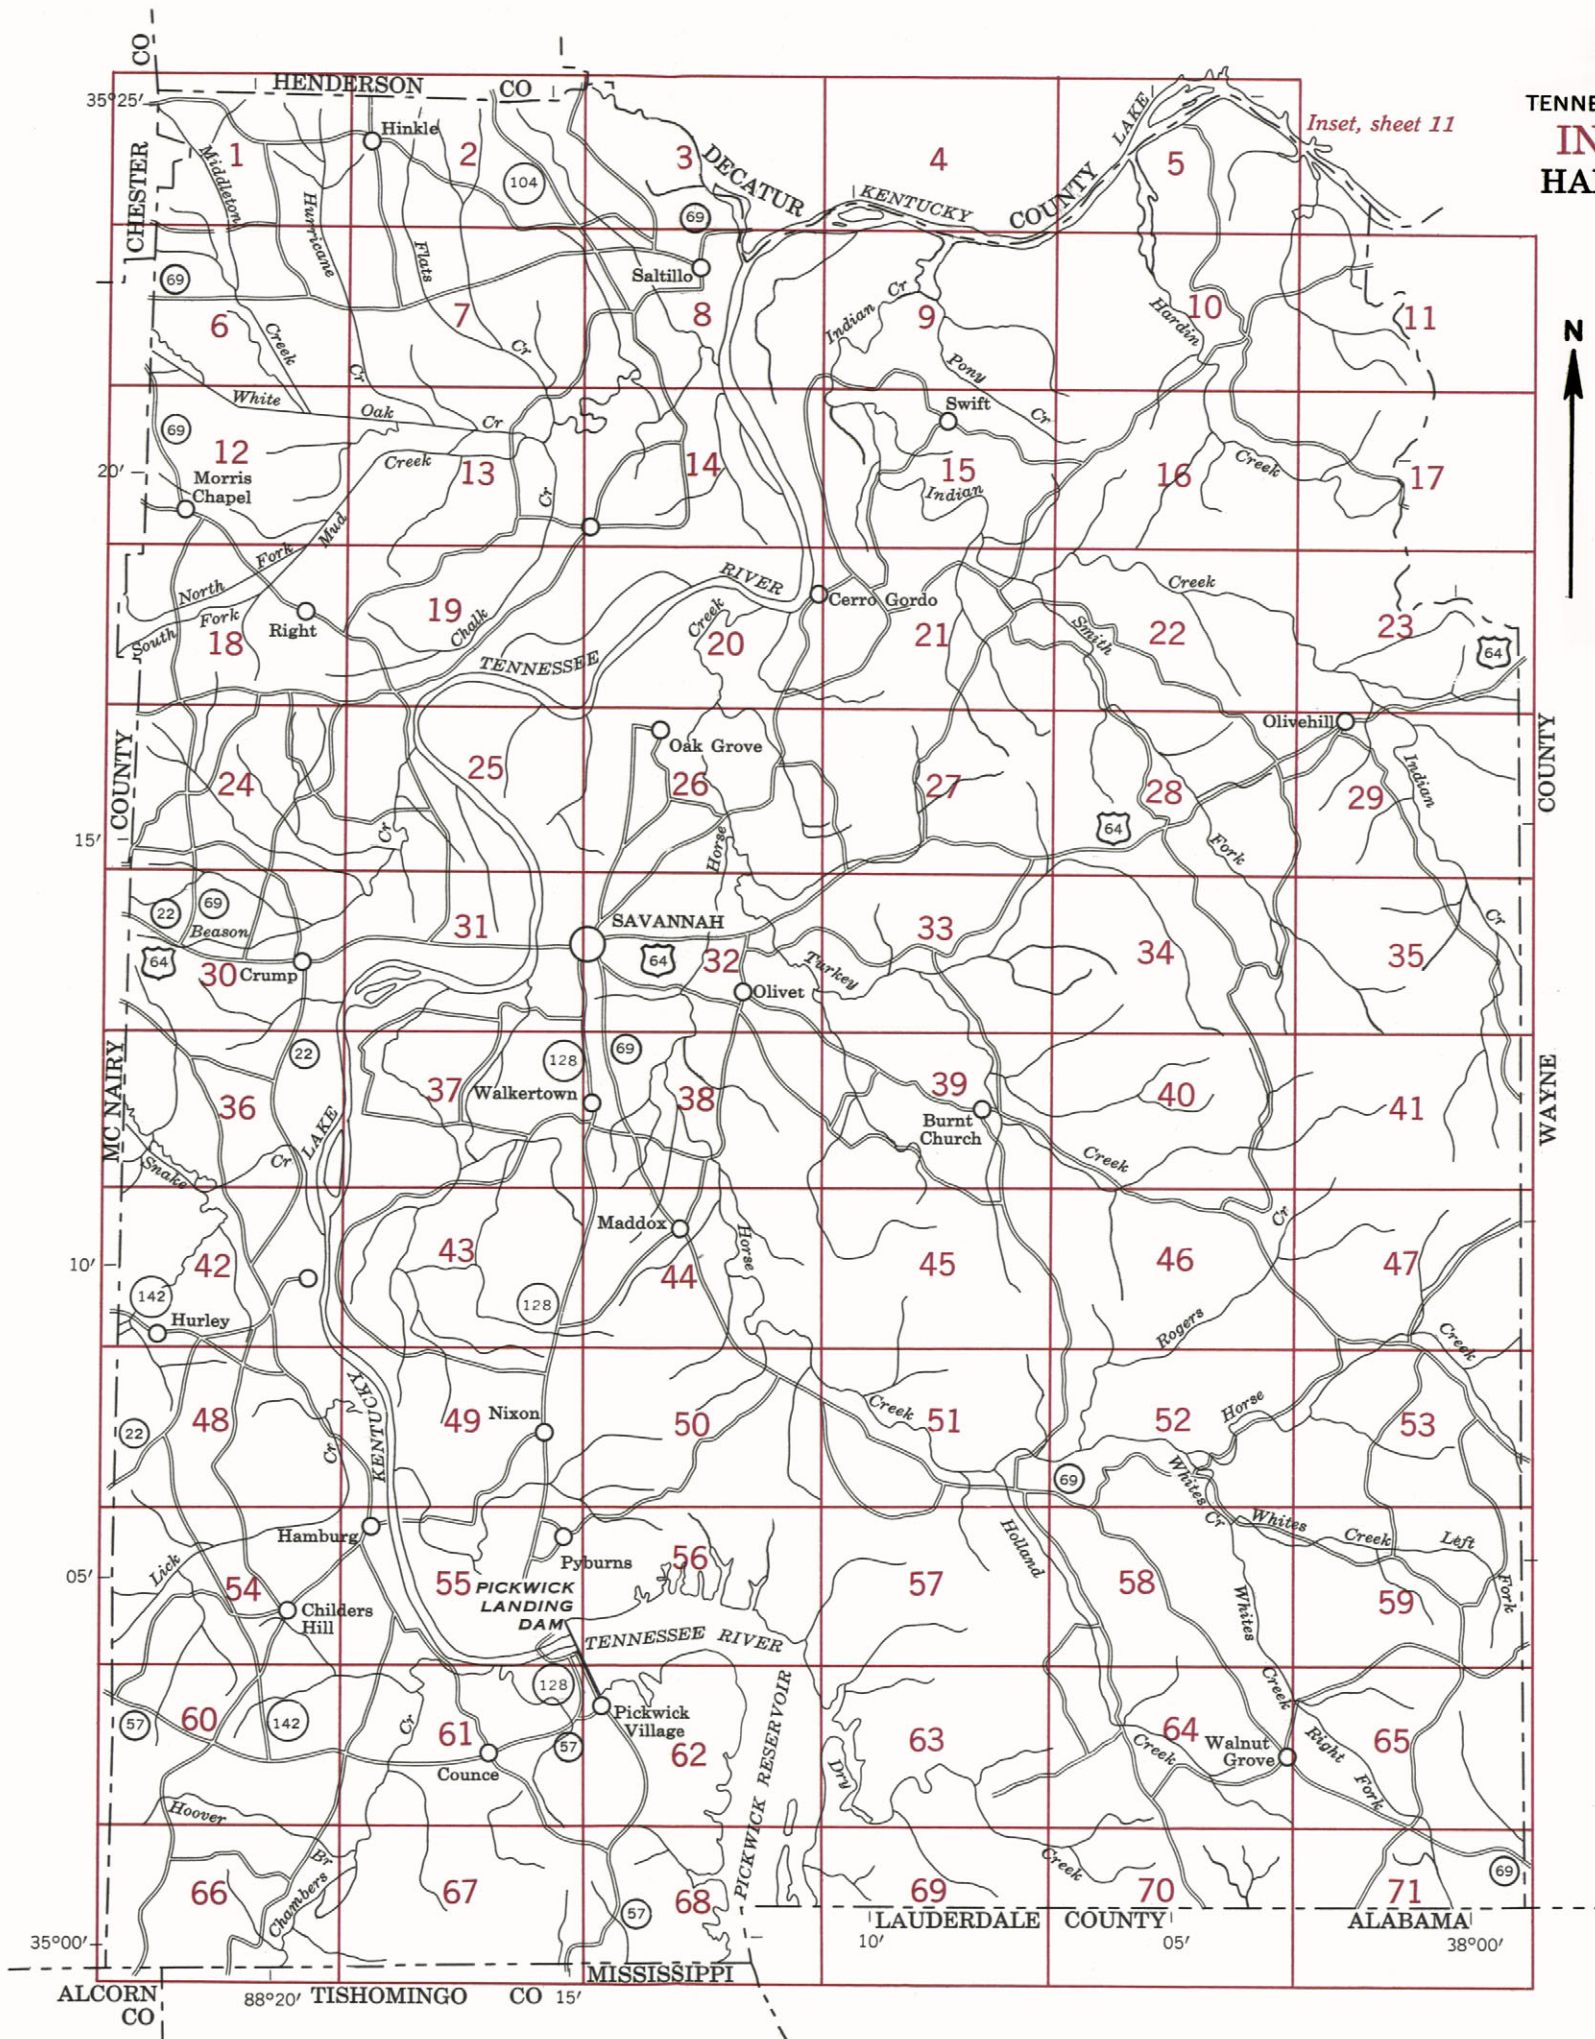 CO
HENDERSON CO
35°25′
Hinkle
LAKE
Inset, sheet 11
TENNE
IN
HA
1
2
3
4
5
CHESTER
Middleton
Hurricane
104
DECATUR
KENTUCKY
COUNTY
69
Flats
Saltillo
69
6
7
8
9
10
11
Creek
Cr
Cr
Indian Cr
Pony Cr
Hardin
N
White Oak Cr
Swift
69
12
13
14
15
16
17
20′
Morris
Chapel
Creek
Cr
Indian
Creek
Mud
North Fork
South Fork
RIVER
Cerro Gordo
Creek
Right
Chalk
Creek
Smith
18
19
20
21
22
23
TENNESSEE
64
Olivehill
Oak Grove
COUNTY
COUNTY
24
25
26
27
28
29
Indian
15′
Cr
Horse
64
Fork
22
69
Beason
SAVANNAH
64
64
Crump
Olivet
Turkey
Cr
30
31
32
33
34
35
MC NAIRY
22
128
69
WAYNE
36
37
38
39
40
41
Walkertown
Burnt
Church
LAKE
Cr
Snake
Creek
Maddox
Horse
Cr
42
43
44
45
46
47
10′
142
128
Hurley
Rogers
Creek
KENTUCKY
48
49
50
51
52
53
22
Nixon
Creek
Horse
Cr
69
Whites
Cr
Hamburg
Pyburns
Holland
Whites Creek Left
Fork
Lick
05′
54
55
56
57
58
59
PICKWICK
LANDING
DAM
Childers
Hill
Whites
Creek
TENNESSEE RIVER
128
57
60
142
Cr
61
57
Pickwick
Village
62
63
64
65
Counce
PICKWICK RESERVOIR
Dry
Creek
Walnut
Grove
Right
Fork
Hoover
Br
Creek
Chambers
69
66
67
68
69
70
71
57
LAUDERDALE COUNTY ALABAMA
35°00′
10′
05′
38°00′
MISSISSIPPI
ALCORN
CO
88°20′
TISHOMINGO CO
15′